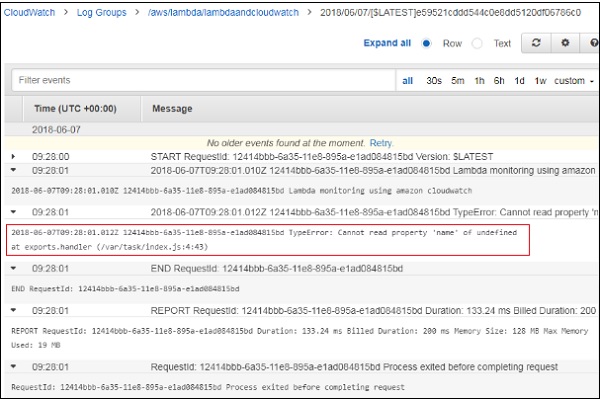 CloudWatch > Log Groups > /aws/lambda/lambdaandcloudwatch > 2018/06/07/[$LATEST]e59521cddd544c0e8dd5120df06786c0
Expand all Row Text
Filter events all 30s 5m 1h 6h 1d 1w custom
Time (UTC +00:00) Message
2018-06-07
No older events found at the moment. Retry.
09:28:00 START RequestId: 12414bbb-6a35-11e8-895a-e1ad084815bd Version: $LATEST
09:28:01 2018-06-07T09:28:01.010Z 12414bbb-6a35-11e8-895a-e1ad084815bd Lambda monitoring using amazon
2018-06-07T09:28:01.010Z 12414bbb-6a35-11e8-895a-e1ad084815bd Lambda monitoring using amazon cloudwatch
09:28:01 2018-06-07T09:28:01.012Z 12414bbb-6a35-11e8-895a-e1ad084815bd TypeError: Cannot read property 'n
2018-06-07T09:28:01.012Z 12414bbb-6a35-11e8-895a-e1ad084815bd TypeError: Cannot read property 'name' of undefined
at exports.handler (/var/task/index.js:4:43)
09:28:01 END RequestId: 12414bbb-6a35-11e8-895a-e1ad084815bd
END RequestId: 12414bbb-6a35-11e8-895a-e1ad084815bd
09:28:01 REPORT RequestId: 12414bbb-6a35-11e8-895a-e1ad084815bd Duration: 133.24 ms Billed Duration: 200
REPORT RequestId: 12414bbb-6a35-11e8-895a-e1ad084815bd Duration: 133.24 ms Billed Duration: 200 ms Memory Size: 128 MB Max Memory
Used: 19 MB
09:28:01 RequestId: 12414bbb-6a35-11e8-895a-e1ad084815bd Process exited before completing request
RequestId: 12414bbb-6a35-11e8-895a-e1ad084815bd Process exited before completing request